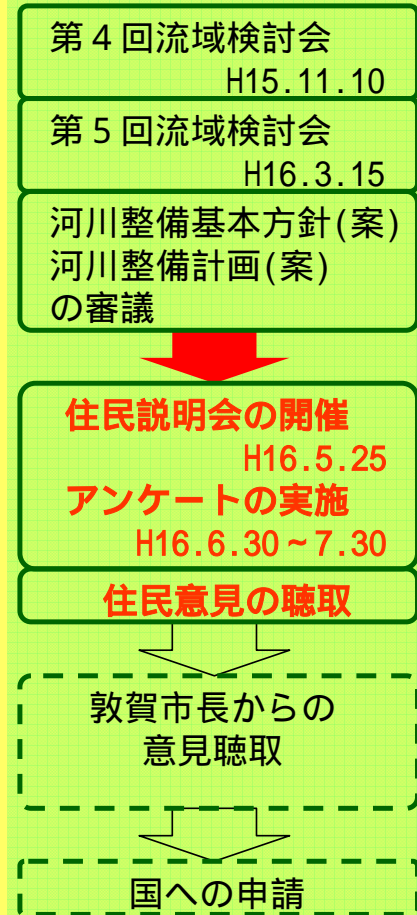 第４回流域検討会
H15.11.10
第５回流域検討会
H16.3.15
河川整備基本方針(案)
河川整備計画(案)
の審議
住民説明会の開催
H16.5.25
アンケートの実施
H16.6.30～7.30
住民意見の聴取
敦賀市長からの
意見聴取
国への申請